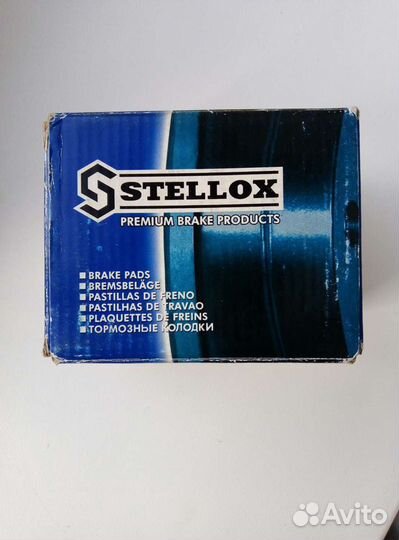 STELLOX
PREMIUM BRAKE PRODUCTS
BRAKE PADS
BREMSBELÄGE
PASTILLAS DE FRENO
PASTILHAS DE TRAVAO
PLAQUETTES DE FREINS
ТОРМОЗНЫЕ КОЛОДКИ
Avito